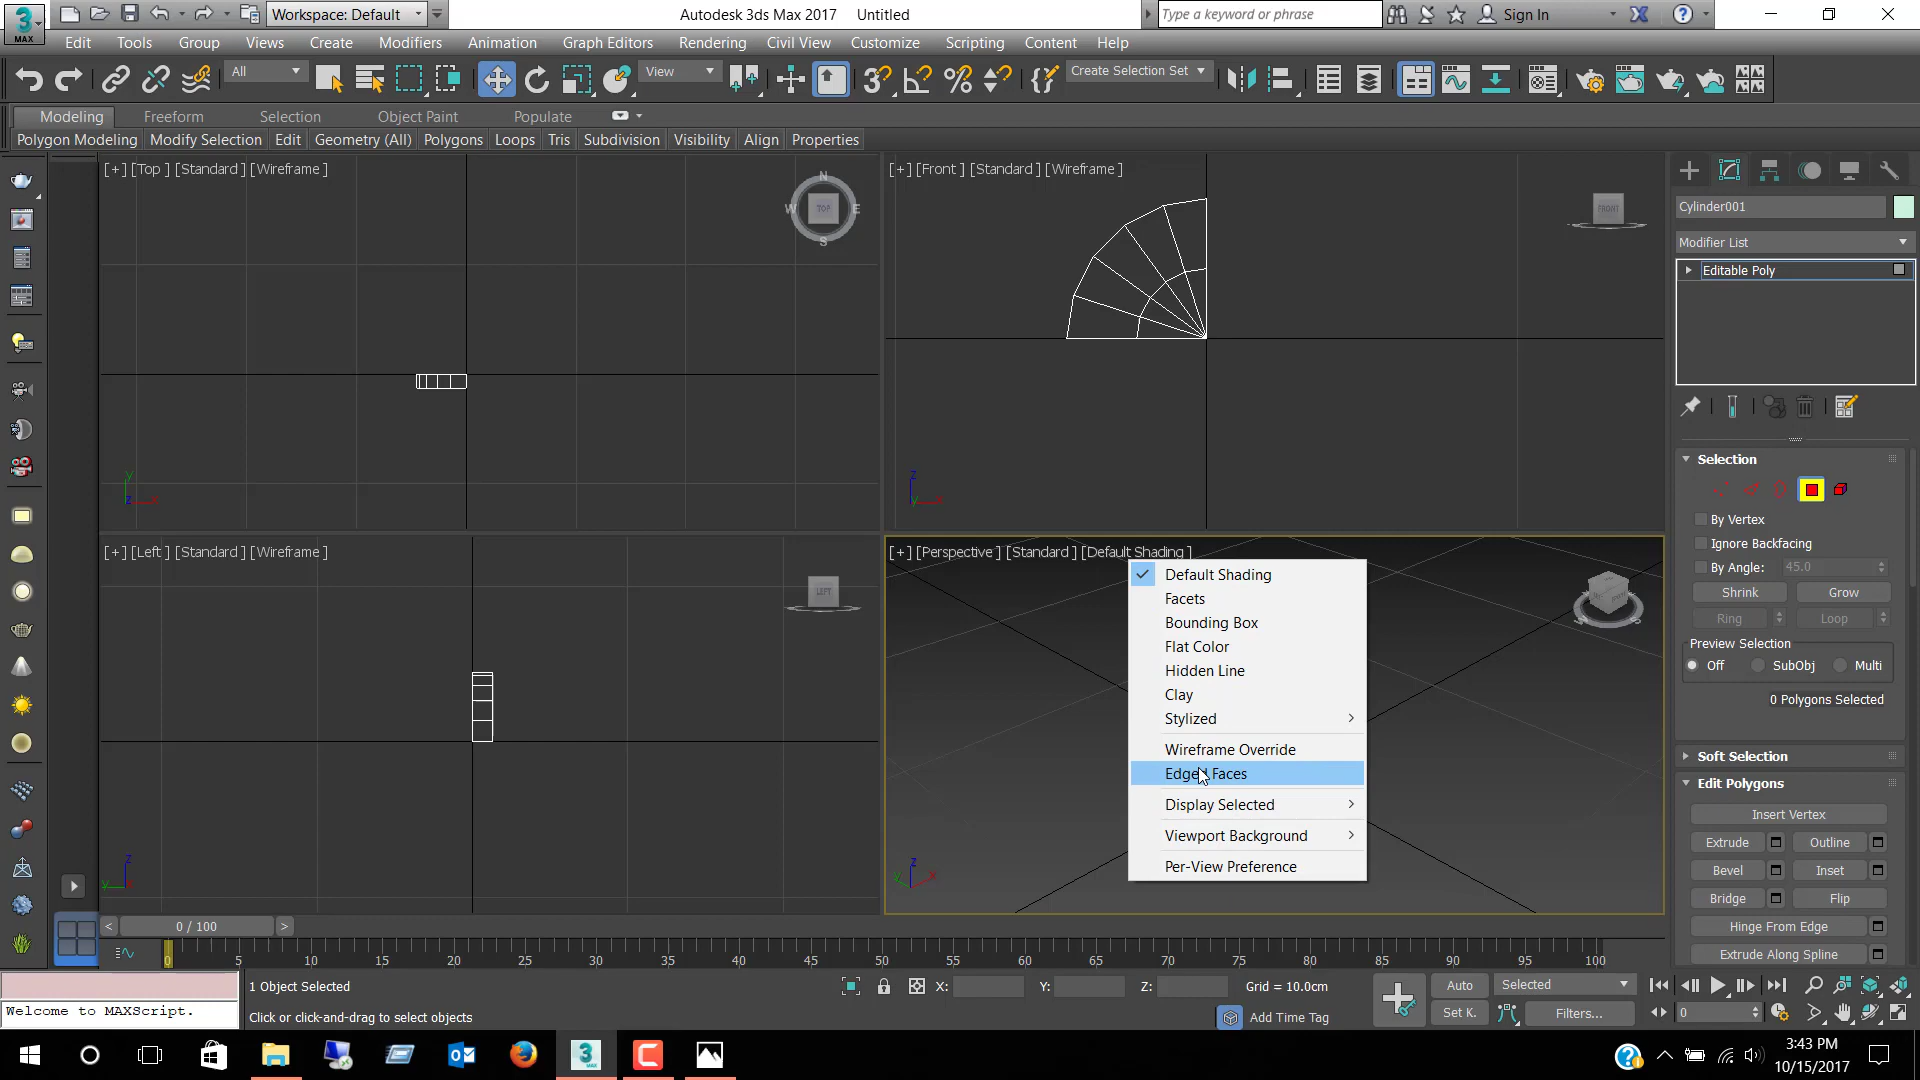 3
MAX
Workspace: Default
Autodesk 3ds Max 2017 Untitled
Type a keyword or phrase
Sign In
Edit Tools Group Views Create Modifiers Animation Graph Editors Rendering Civil View Customize Scripting Content Help
All
View
Create Selection Set
Modeling Freeform Selection Object Paint Populate
Polygon Modeling Modify Selection Edit Geometry (All) Polygons Loops Tris Subdivision Visibility Align Properties
[+] [Top ] [Standard ] [Wireframe ]
N
W TOP E
S
y
z x
[+] [Front ] [Standard ] [Wireframe ]
FRONT
z
y x
[+] [Left ] [Standard ] [Wireframe ]
LEFT
z
y x
[+] [Perspective ] [Standard ] [Default Shading ]
Default Shading
Facets
Bounding Box
Flat Color
Hidden Line
Clay
Stylized
Wireframe Override
Edged Faces
Display Selected
Viewport Background
Per-View Preference
z
y x
Cylinder001
Modifier List
Editable Poly
Selection
By Vertex
Ignore Backfacing
By Angle: 45.0
Shrink Grow
Ring Loop
Preview Selection
Off SubObj Multi
0 Polygons Selected
Soft Selection
Edit Polygons
Insert Vertex
Extrude Outline
Bevel Inset
Bridge Flip
Hinge From Edge
Extrude Along Spline
< 0 / 100 >
0 5 10 15 20 25 30 35 40 45 50 55 60 65 70 75 80 85 90 95 100
Welcome to MAXScript.
1 Object Selected
Click or click-and-drag to select objects
X: Y: Z: Grid = 10.0cm
Add Time Tag
Auto Selected
Set K. Filters...
0
3:43 PM
10/15/2017